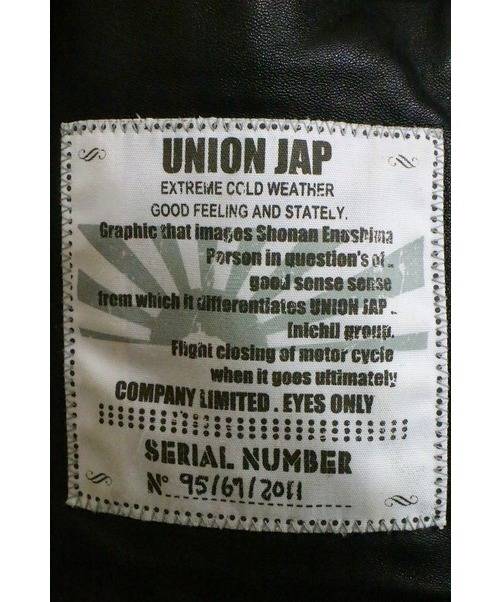 UNION JAP
EXTREME COLD WEATHER
GOOD FEELING AND STATELY.
Graphic that images Shonan Enoshima
Person in question's of .
good sense sense
from which it differentiates UNION JAP .
[nichii] group.
Flight closing of motor cycle
when it goes ultimately
COMPANY LIMITED . EYES ONLY
SERIAL NUMBER
Nº 95/67/2011